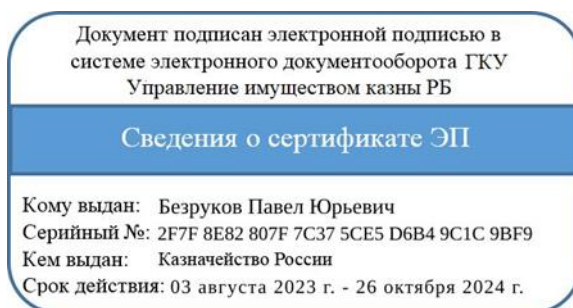 Документ подписан электронной подписью в
системе электронного документооборота ГКУ
Управление имуществом казны РБ
Сведения о сертификате ЭП
Кому выдан: Безруков Павел Юрьевич
Серийный №: 2F7F 8E82 807F 7C37 5CE5 D6B4 9C1C 9BF9
Кем выдан: Казначейство России
Срок действия: 03 августа 2023 г. - 26 октября 2024 г.